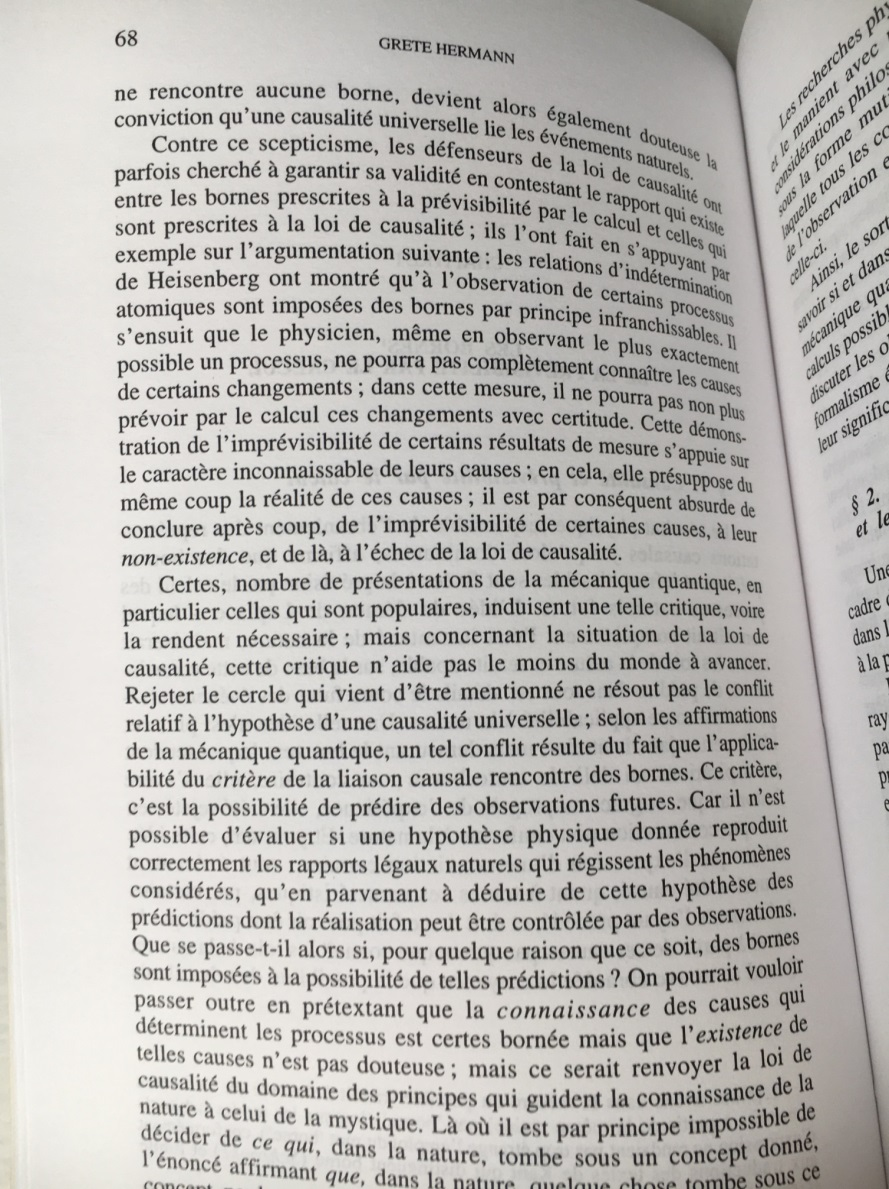 68
GRETE HERMANN
ne rencontre aucune borne, devient alors également douteuse la
conviction qu'une causalité universelle lie les événements naturels.
Contre ce scepticisme, les défenseurs de la loi de causalité ont
parfois cherché à garantir sa validité en contestant le rapport qui existe
entre les bornes prescrites à la prévisibilité par le calcul et celles qui
sont prescrites à la loi de causalité ; ils l'ont fait en s'appuyant par
exemple sur l'argumentation suivante : les relations d'indétermination
de Heisenberg ont montré qu'à l'observation de certains processus
atomiques sont imposées des bornes par principe infranchissables. Il
s'ensuit que le physicien, même en observant le plus exactement
possible un processus, ne pourra pas complètement connaître les causes
de certains changements ; dans cette mesure, il ne pourra pas non plus
prévoir par le calcul ces changements avec certitude. Cette démons-
tration de l'imprévisibilité de certains résultats de mesure s'appuie sur
le caractère inconnaissable de leurs causes ; en cela, elle présuppose du
même coup la réalité de ces causes ; il est par conséquent absurde de
conclure après coup, de l'imprévisibilité de certaines causes, à leur
non-existence, et de là, à l'échec de la loi de causalité.
Certes, nombre de présentations de la mécanique quantique, en
particulier celles qui sont populaires, induisent une telle critique, voire
la rendent nécessaire ; mais concernant la situation de la loi de
causalité, cette critique n'aide pas le moins du monde à avancer.
Rejeter le cercle qui vient d'être mentionné ne résout pas le conflit
relatif à l'hypothèse d'une causalité universelle ; selon les affirmations
de la mécanique quantique, un tel conflit résulte du fait que l'applica-
bilité du critère de la liaison causale rencontre des bornes. Ce critère,
c'est la possibilité de prédire des observations futures. Car il n'est
possible d'évaluer si une hypothèse physique donnée reproduit
correctement les rapports légaux naturels qui régissent les phénomènes
considérés, qu'en parvenant à déduire de cette hypothèse des
prédictions dont la réalisation peut être contrôlée par des observations.
Que se passe-t-il alors si, pour quelque raison que ce soit, des bornes
sont imposées à la possibilité de telles prédictions ? On pourrait vouloir
passer outre en prétextant que la connaissance des causes qui
déterminent les processus est certes bornée mais que l'existence de
telles causes n'est pas douteuse ; mais ce serait renvoyer la loi de
causalité du domaine des principes qui guident la connaissance de la
nature à celui de la mystique. Là où il est par principe impossible de
décider de ce qui, dans la nature, tombe sous un concept donné,
l'énoncé affirmant que, dans la nature, quelque chose tombe sous ce
Les recherches
et le manient avec
considérations
sous la forme
laquelle tous les
de l'observation
celle-ci.
Ainsi, le sort
savoir si et dans
mécanique
calculs
discuter les
formalisme
leur
§ 2.
et le
Une
cadre
dans
à la